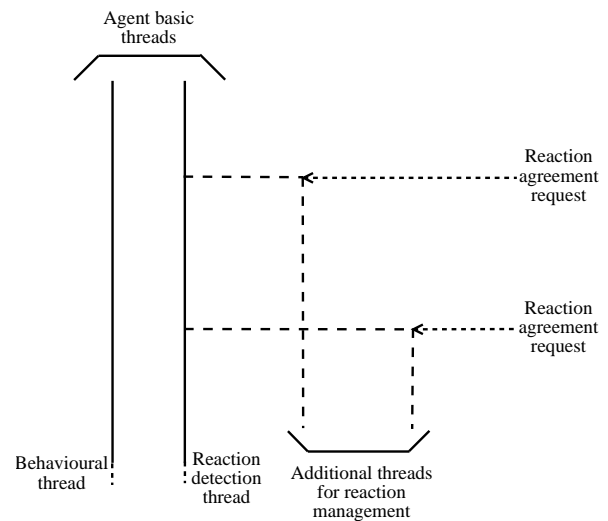 Agent basic
threads
Reaction
agreement
request
Reaction
agreement
request
Behavioural
thread
Reaction
detection
thread
Additional threads
for reaction
management